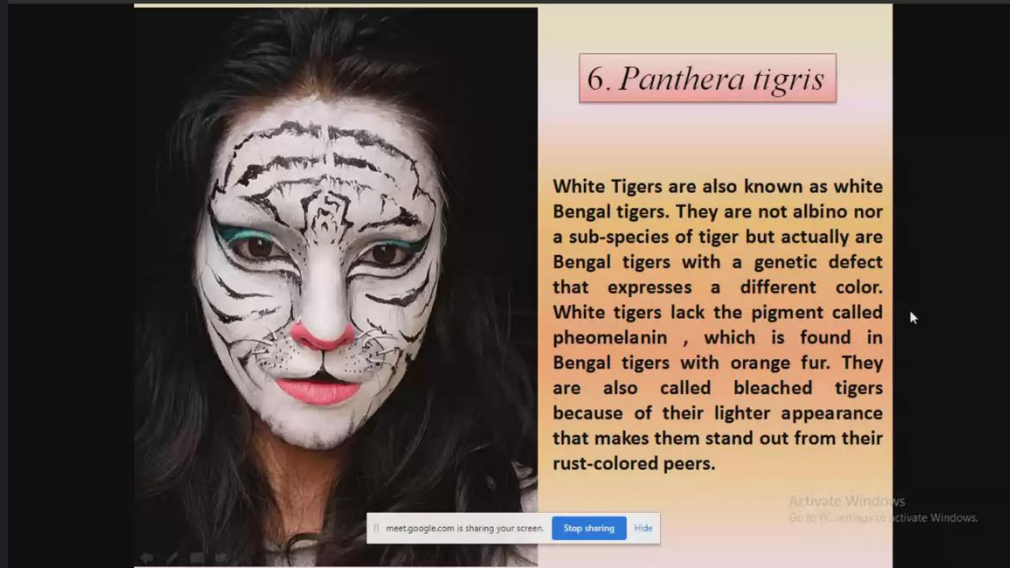 6. Panthera tigris
White Tigers are also known as white
Bengal tigers. They are not albino nor
a sub-species of tiger but actually are
Bengal tigers with a genetic defect
that expresses a different color.
White tigers lack the pigment called
pheomelanin , which is found in
Bengal tigers with orange fur. They
are also called bleached tigers
because of their lighter appearance
that makes them stand out from their
rust-colored peers.
Activate Windows
Go to PC settings to activate Windows.
meet.google.com is sharing your screen. Stop sharing Hide